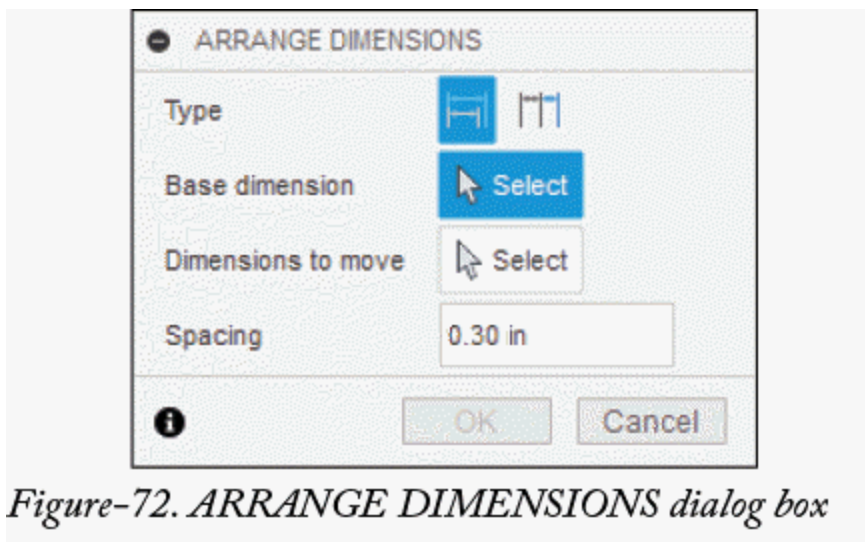 ARRANGE DIMENSIONS
Type
Base dimension Select
Dimensions to move Select
Spacing 0.30 in
OK Cancel
Figure-72. ARRANGE DIMENSIONS dialog box